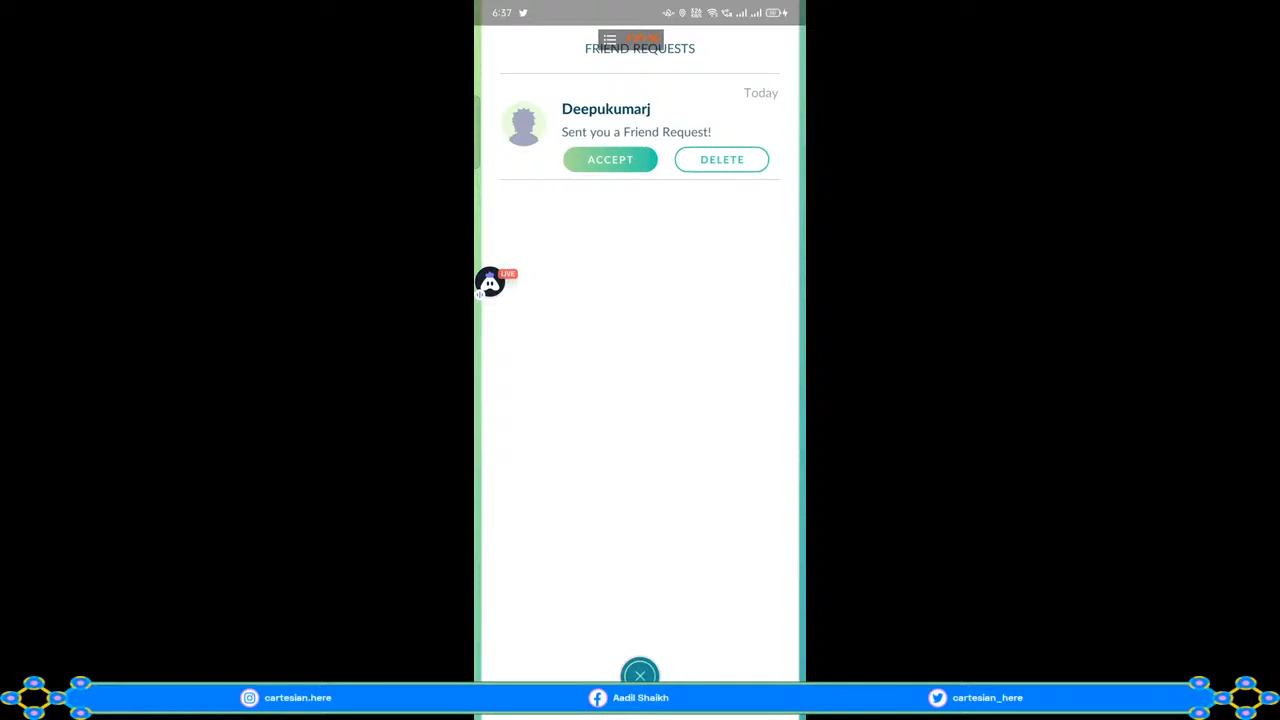 6:37
FRIEND REQUESTS
Today
Deepukumarj
Sent you a Friend Request!
ACCEPT
DELETE
LIVE
cartesian.here
Aadil Shaikh
cartesian_here